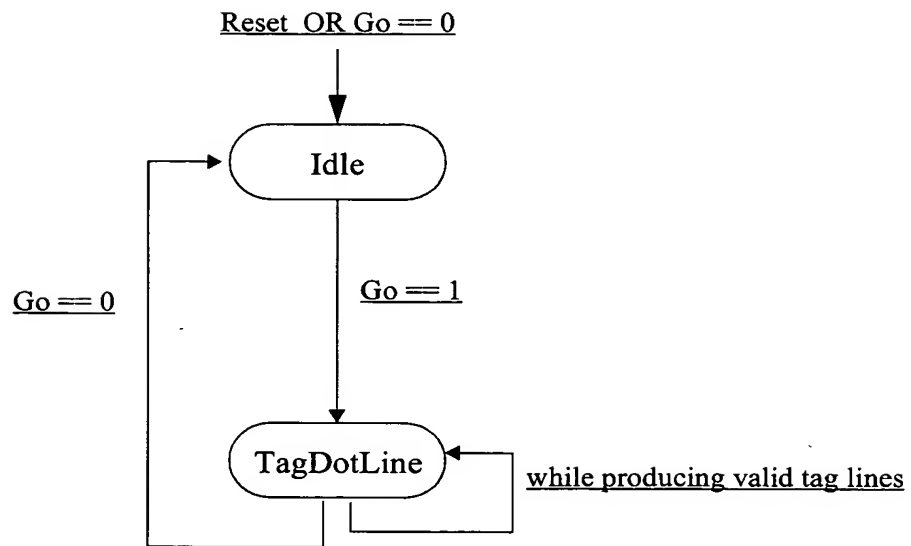 Reset OR Go == 0
Idle
Go == 0
Go == 1
TagDotLine
while producing valid tag lines